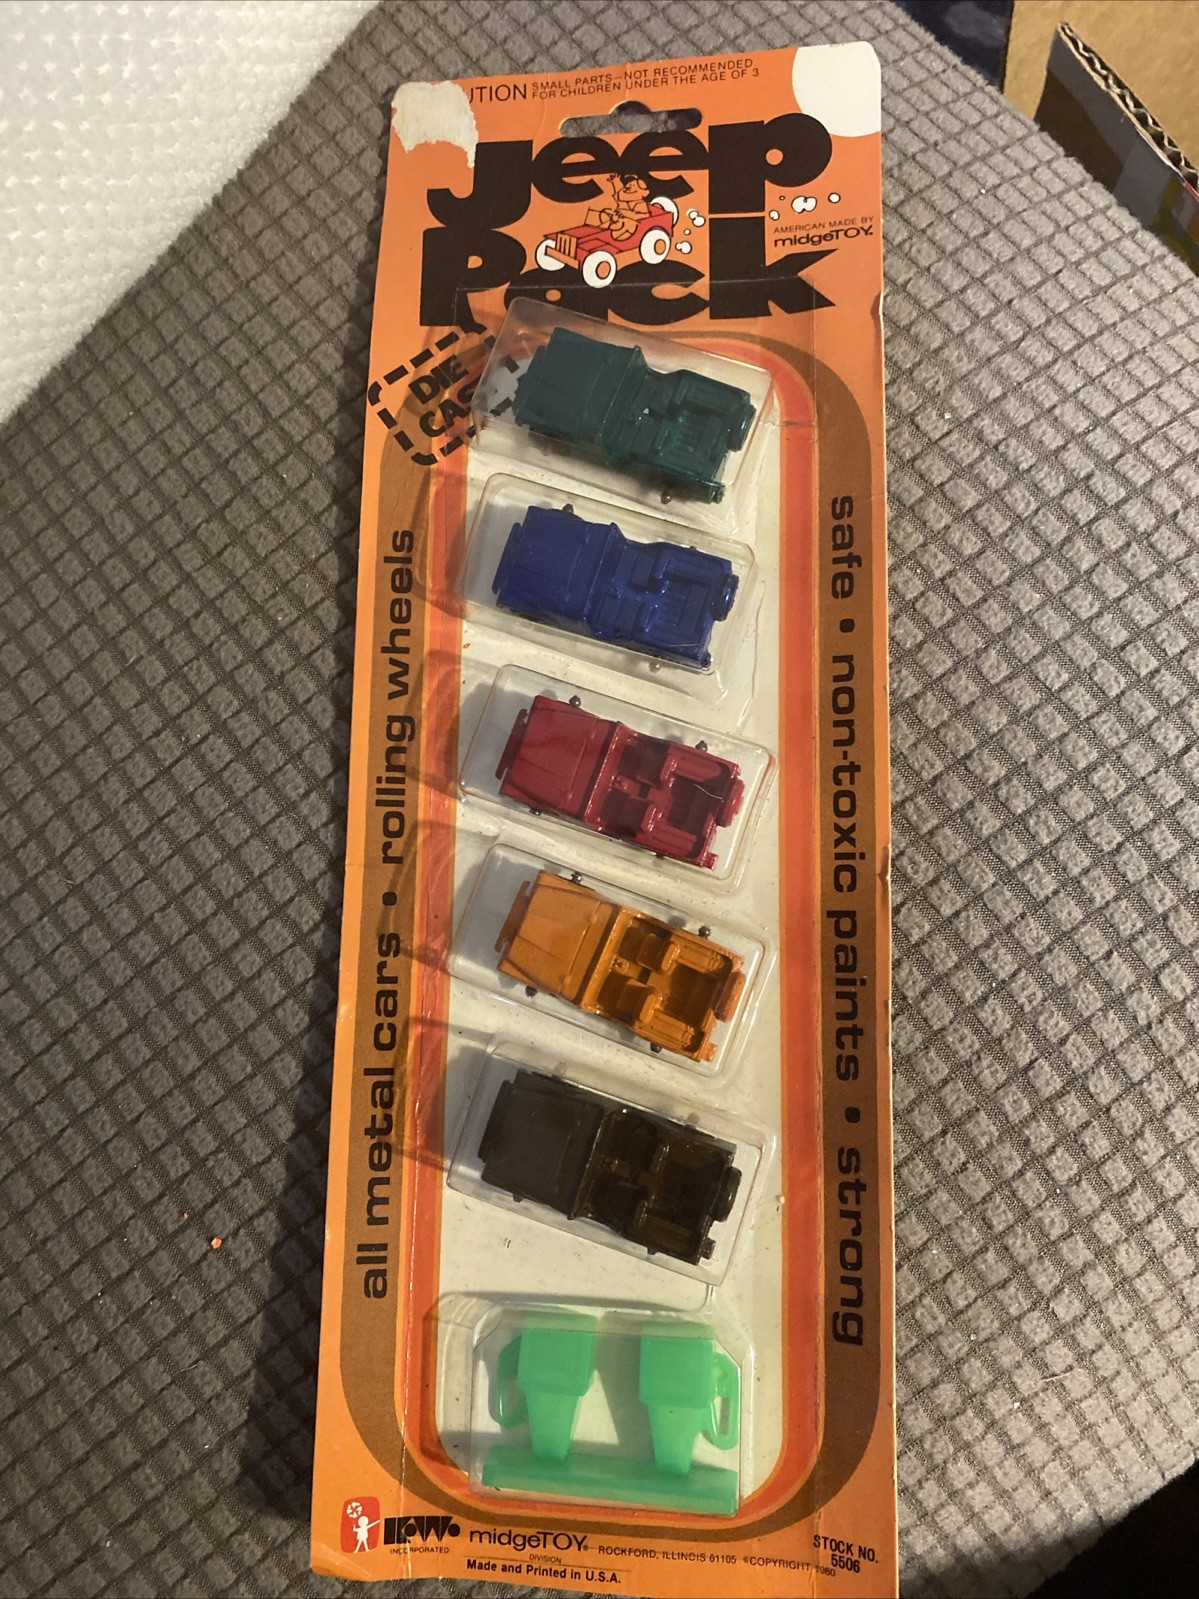 UTION SMALL PARTS—NOT RECOMMENDED
FOR CHILDREN UNDER THE AGE OF 3
Jeep
Pack
AMERICAN MADE BY
midgeTOY®
DIE
CAS
all metal cars • rolling wheels
safe • non-toxic paints • strong
INCORPORATED
midgeTOY®
DIVISION
ROCKFORD, ILLINOIS 61105 ©COPYRIGHT 1980
Made and Printed in U.S.A.
STOCK NO.
5506